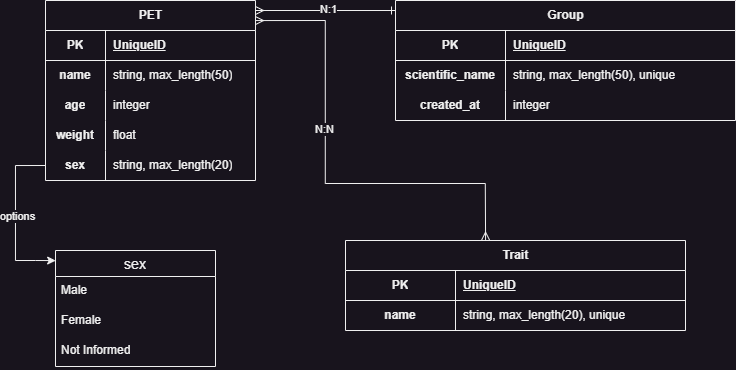 PET
PK UniqueID
name string, max_length(50)
age integer
weight float
sex string, max_length(20)
N:1
Group
PK UniqueID
scientific_name string, max_length(50), unique
created_at integer
N:N
options
sex
Male
Female
Not Informed
Trait
PK UniqueID
name string, max_length(20), unique